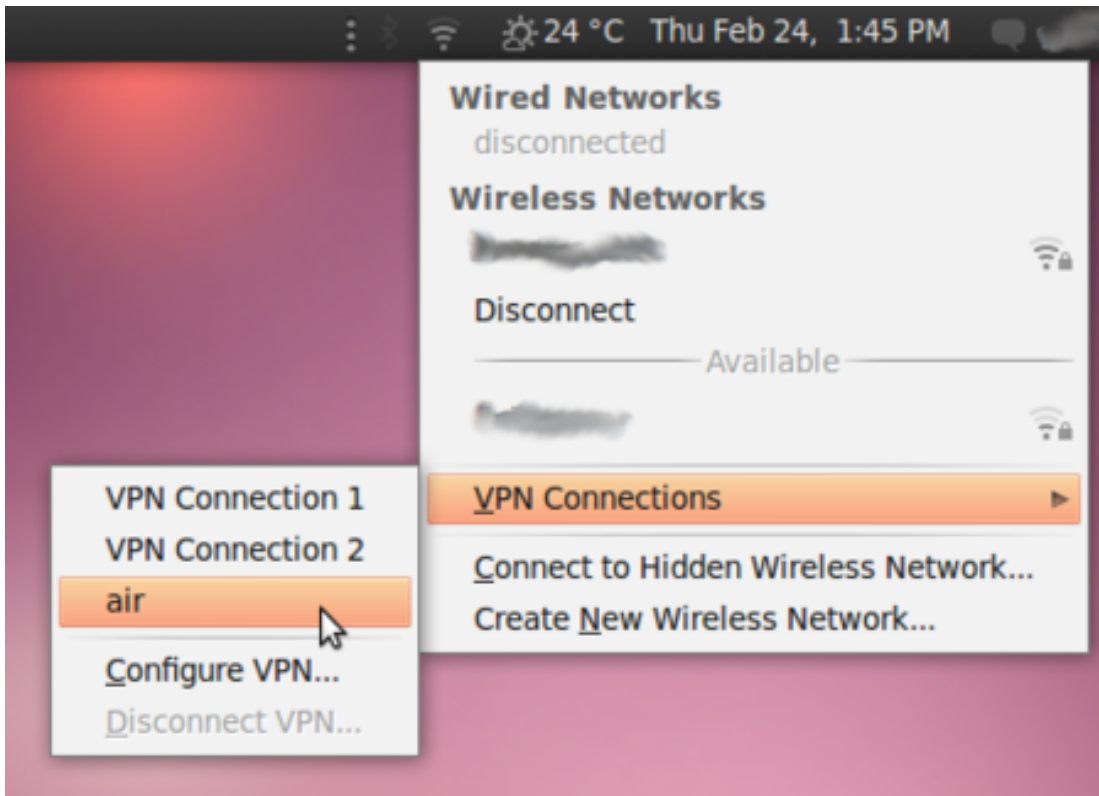 24 °C Thu Feb 24, 1:45 PM
Wired Networks
disconnected
Wireless Networks
Disconnect
Available
VPN Connections
Connect to Hidden Wireless Network...
Create New Wireless Network...
VPN Connection 1
VPN Connection 2
air
Configure VPN...
Disconnect VPN...